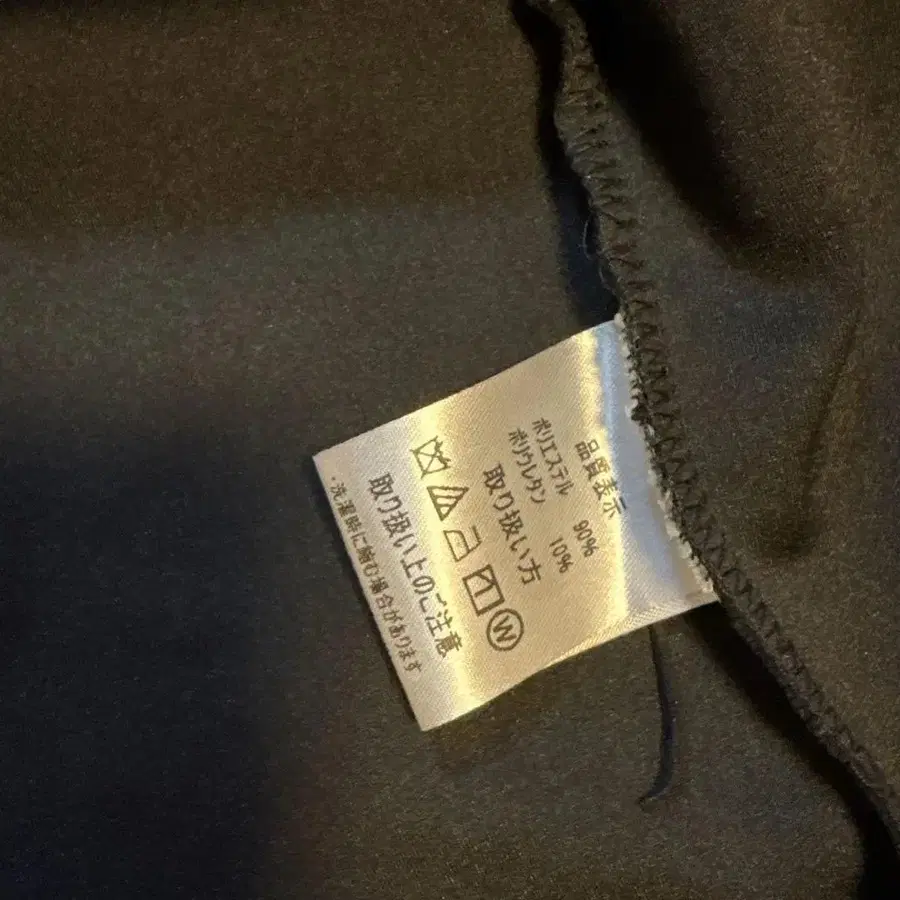 品質表示
ポリエステル 90%
ポリウレタン 10%
取り扱い方
W
取り扱い上のご注意
・洗濯時に縮む場合があります